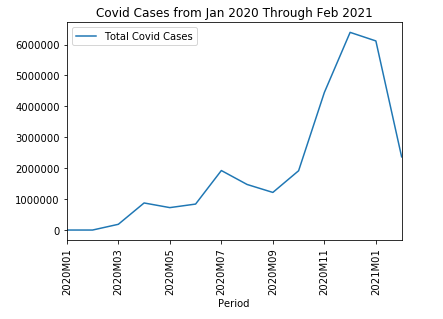 Covid Cases from Jan 2020 Through Feb 2021
Total Covid Cases
6000000
5000000
4000000
3000000
2000000
1000000
0
2020M01
2020M03
2020M05
2020M07
2020M09
2020M11
2021M01
Period